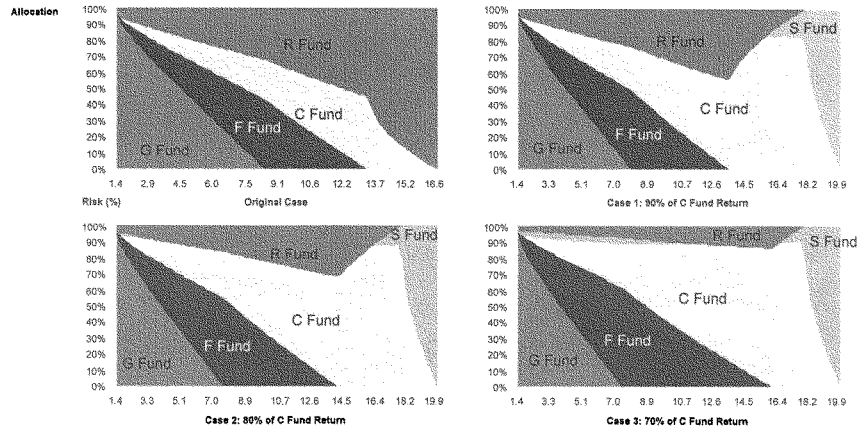 Allocation
100%
90%
80%
70%
60%
50%
40%
30%
20%
10%
0%
R Fund
C Fund
F Fund
G Fund
1.4 2.9 4.5 6.0 7.5 9.1 10.6 12.2 13.7 15.2 16.6
Risk (%)
Original Case
100%
90%
80%
70%
60%
50%
40%
30%
20%
10%
0%
S Fund
R Fund
C Fund
F Fund
G Fund
1.4 3.3 5.1 7.0 8.9 10.7 12.6 14.5 16.4 18.2 19.9
Case 1: 90% of C Fund Return
100%
90%
80%
70%
60%
50%
40%
30%
20%
10%
0%
S Fund
R Fund
C Fund
F Fund
G Fund
1.4 3.3 5.1 7.0 8.9 10.7 12.6 14.5 16.4 18.2 19.9
Case 2: 80% of C Fund Return
100%
90%
80%
70%
60%
50%
40%
30%
20%
10%
0%
R Fund
S Fund
C Fund
F Fund
G Fund
1.4 3.3 5.1 7.0 8.9 10.7 12.6 14.5 16.4 18.2 19.9
Case 3: 70% of C Fund Return